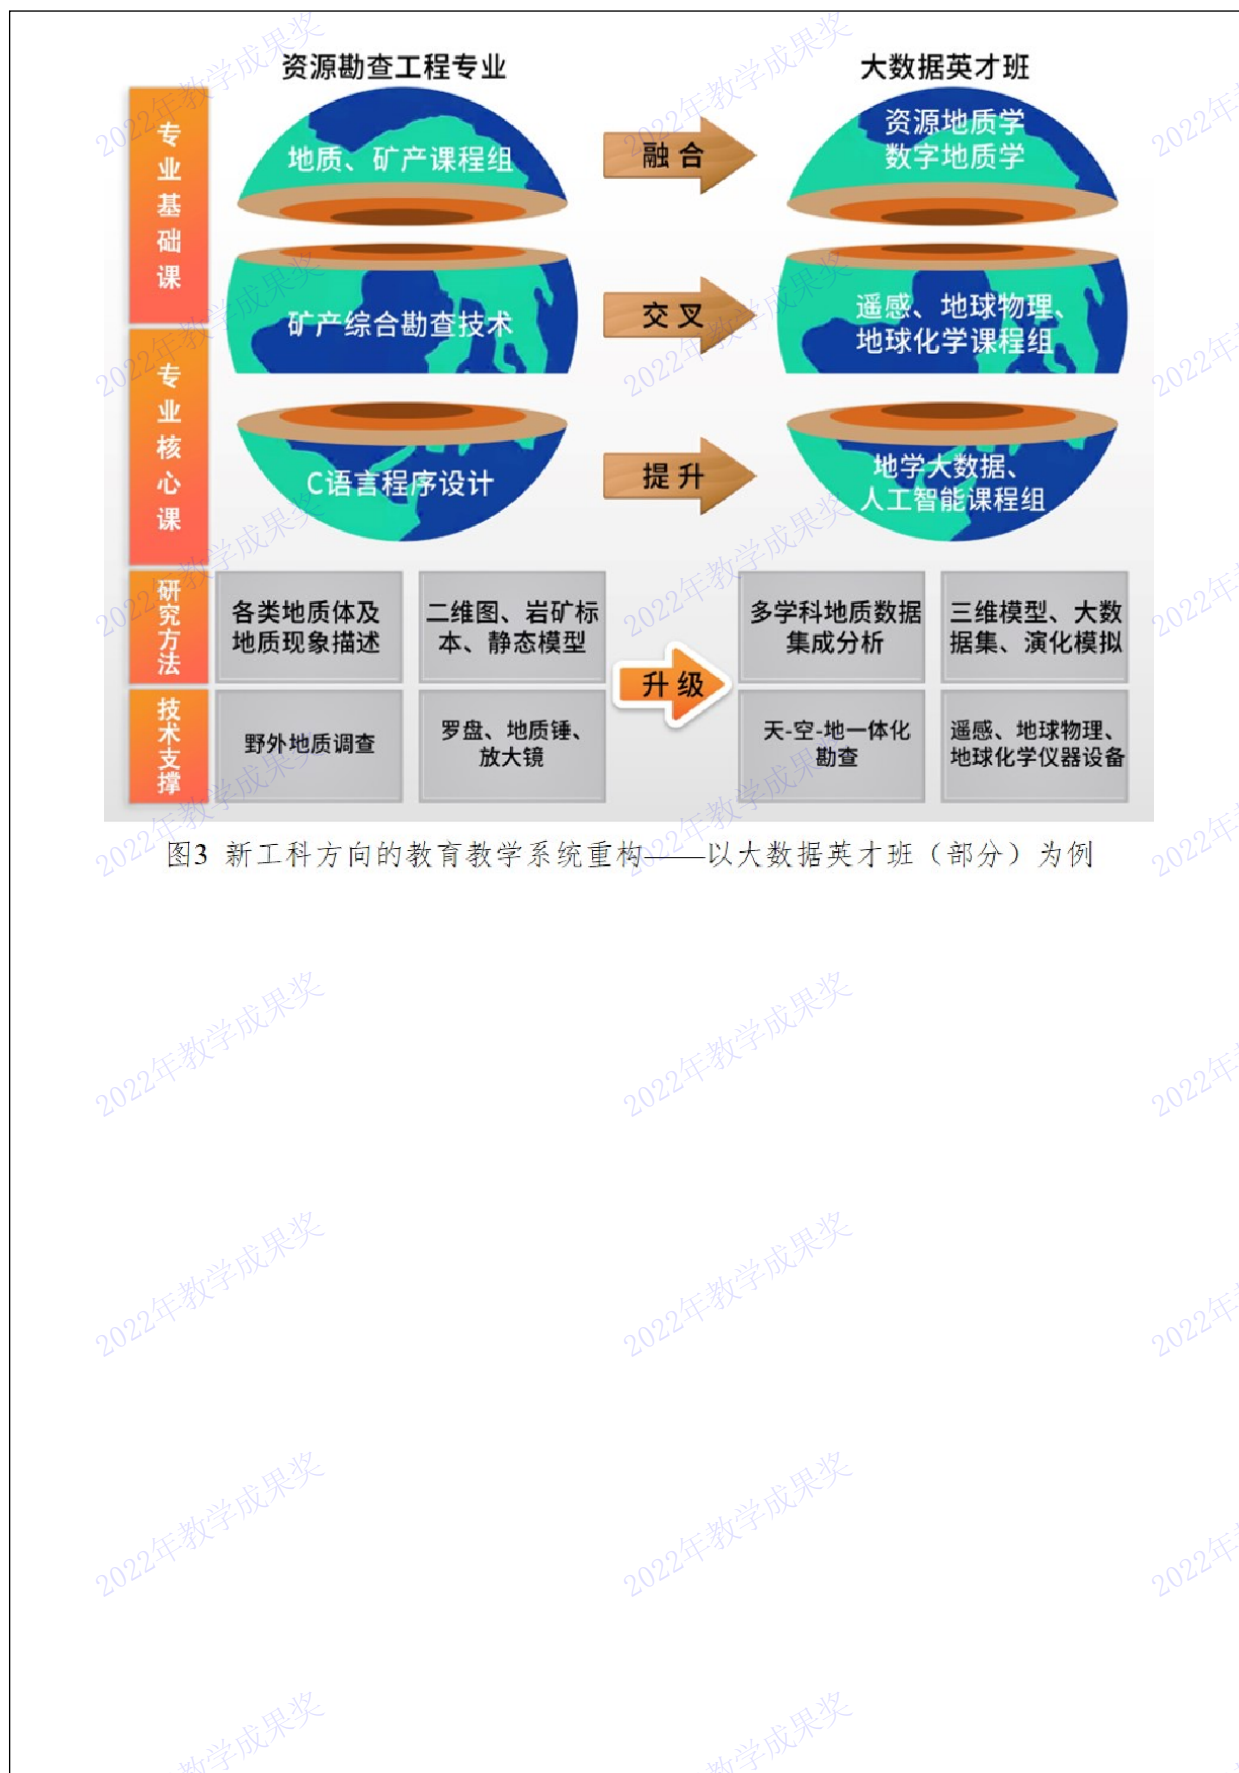 资源勘查工程专业
大数据英才班
专业基础课
地质、矿产课程组
融合
资源地质学
数字地质学
矿产综合勘查技术
交叉
遥感、地球物理、
地球化学课程组
专业核心课
C语言程序设计
提升
地学大数据、
人工智能课程组
研究方法
各类地质体及
地质现象描述
二维图、岩矿标
本、静态模型
升级
多学科地质数据
集成分析
三维模型、大数
据集、演化模拟
技术支撑
野外地质调查
罗盘、地质锤、
放大镜
天-空-地一体化
勘查
遥感、地球物理、
地球化学仪器设备
图3 新工科方向的教育教学系统重构——以大数据英才班（部分）为例
2022年教学成果奖